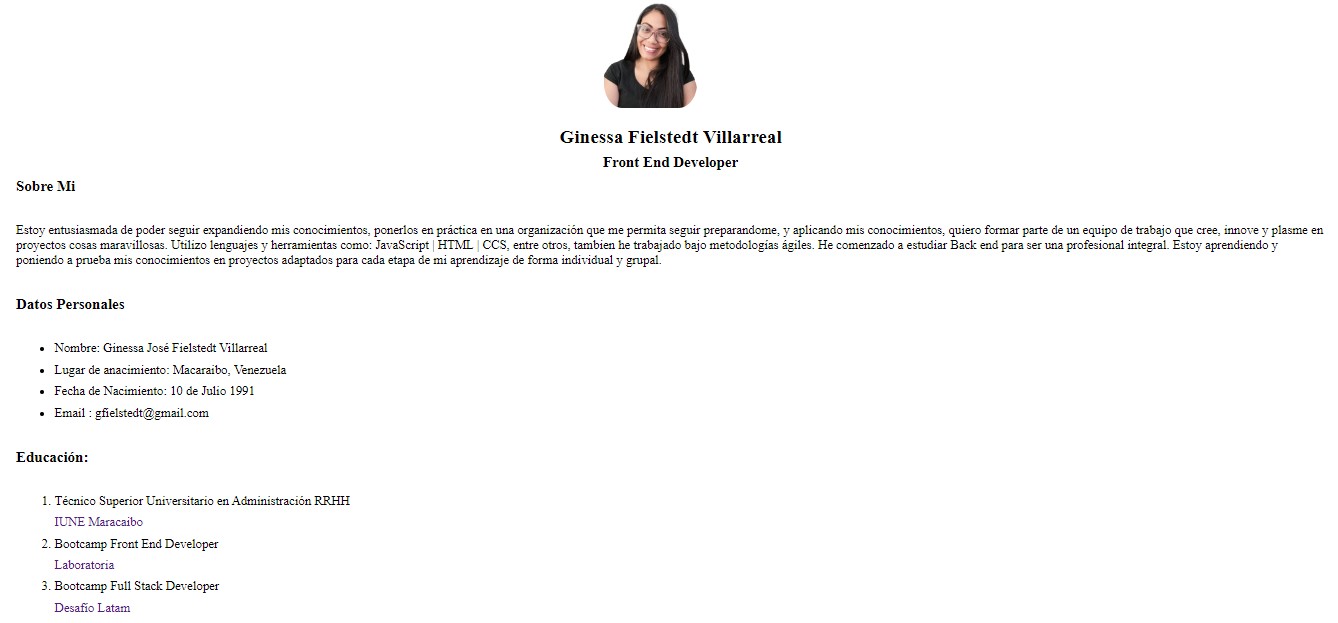 Ginessa Fielstedt Villarreal
Front End Developer
Sobre Mi
Estoy entusiasmada de poder seguir expandiendo mis conocimientos, ponerlos en práctica en una organización que me permita seguir preparandome, y aplicando mis conocimientos, quiero formar parte de un equipo de trabajo que cree, innove y plasme en
proyectos cosas maravillosas. Utilizo lenguajes y herramientas como: JavaScript | HTML | CCS, entre otros, tambien he trabajado bajo metodologías ágiles. He comenzado a estudiar Back end para ser una profesional integral. Estoy aprendiendo y
poniendo a prueba mis conocimientos en proyectos adaptados para cada etapa de mi aprendizaje de forma individual y grupal.
Datos Personales
• Nombre: Ginessa José Fielstedt Villarreal
• Lugar de anacimiento: Macaraibo, Venezuela
• Fecha de Nacimiento: 10 de Julio 1991
• Email : gfielstedt@gmail.com
Educación:
1. Técnico Superior Universitario en Administración RRHH
IUNE Maracaibo
2. Bootcamp Front End Developer
Laboratoria
3. Bootcamp Full Stack Developer
Desafío Latam